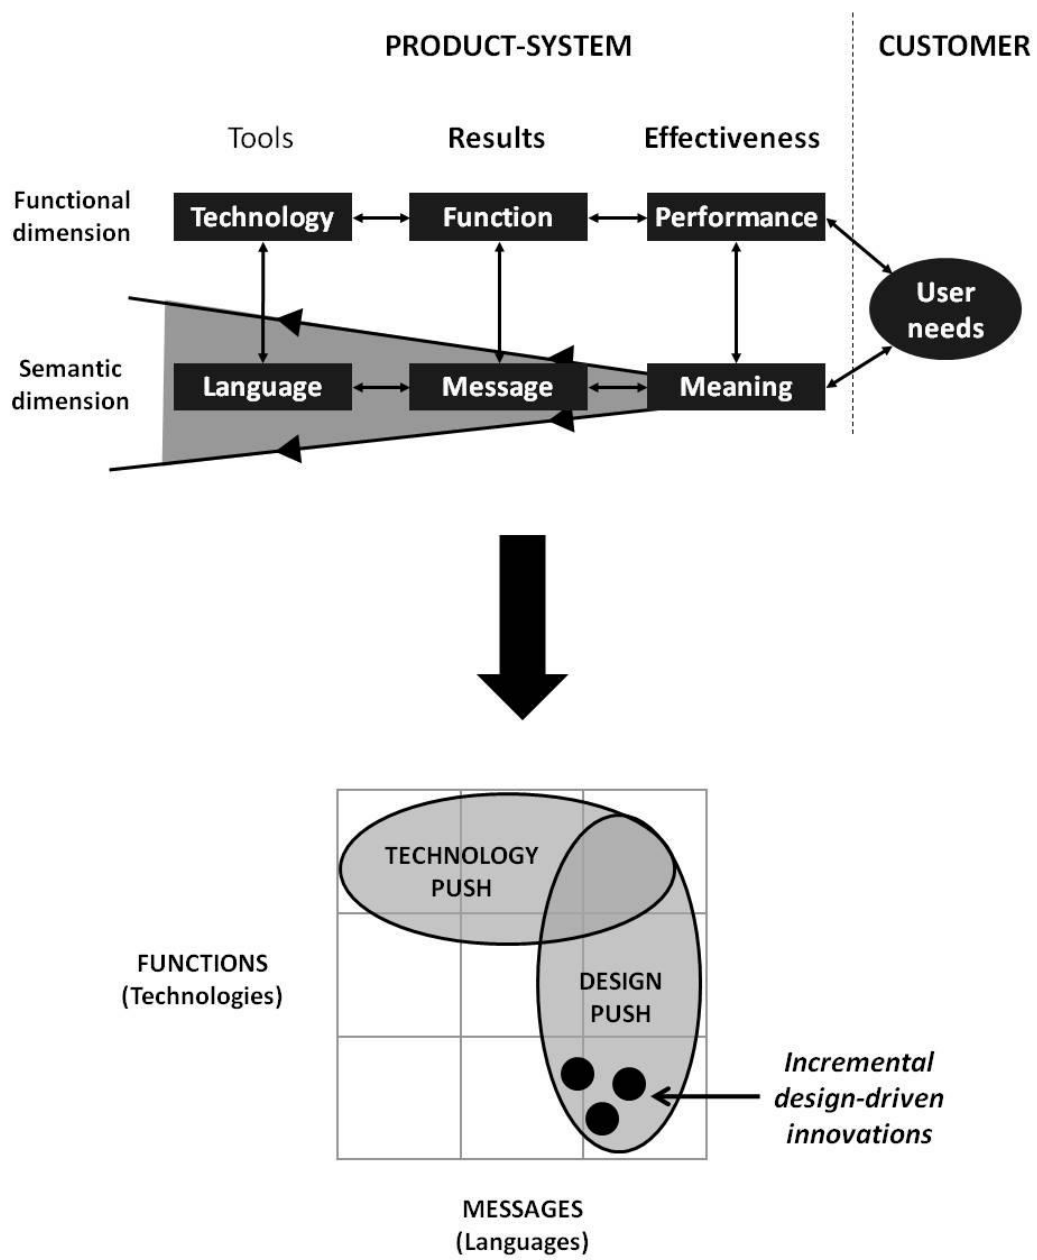 PRODUCT-SYSTEM
CUSTOMER
Tools
Results
Effectiveness
Functional
dimension
Technology
Function
Performance
User
needs
Semantic
dimension
Language
Message
Meaning
TECHNOLOGY
PUSH
DESIGN
PUSH
FUNCTIONS
(Technologies)
Incremental
design-driven
innovations
MESSAGES
(Languages)